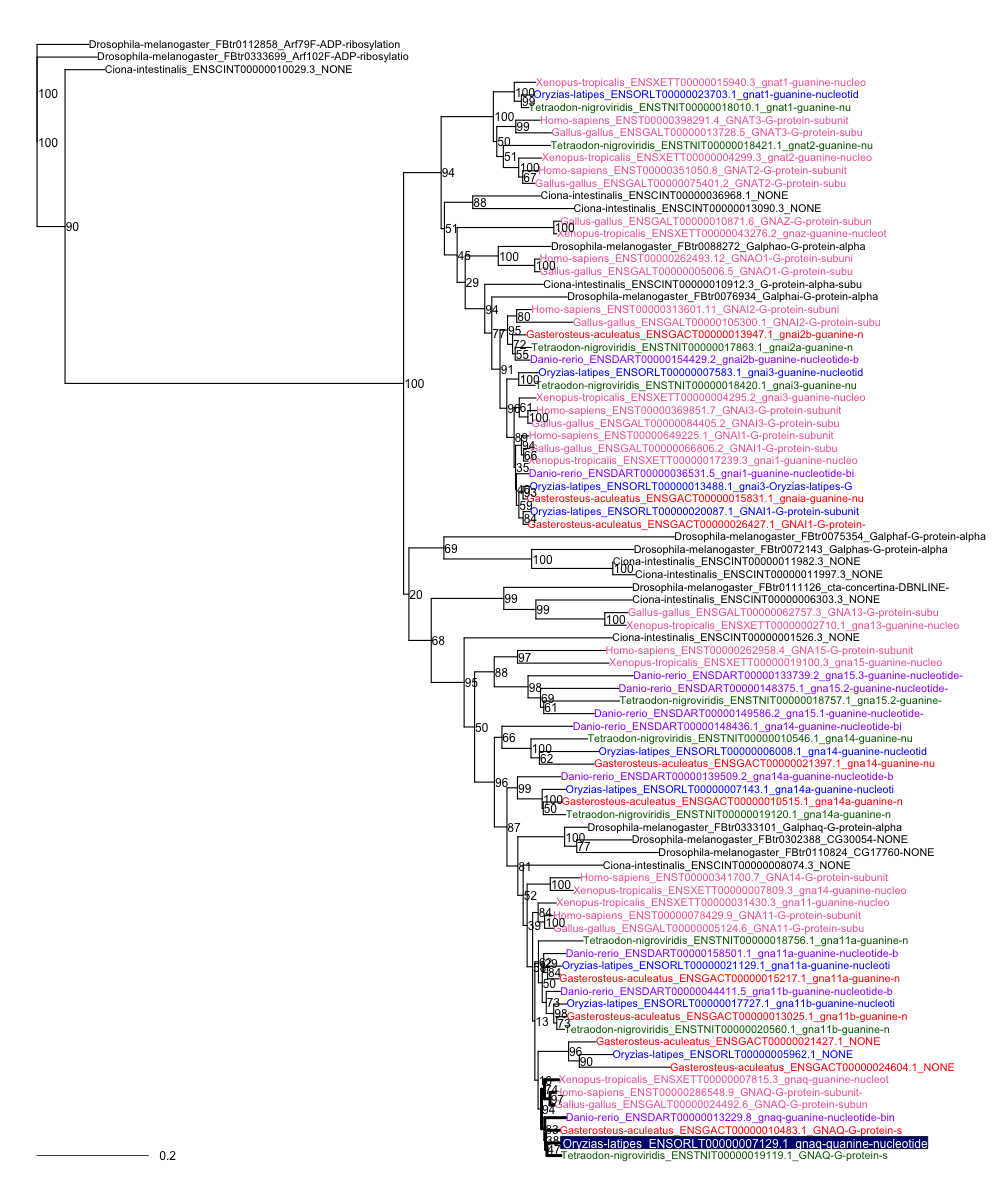 Drosophila-melanogaster_FBtr0112858_Arf79F-ADP-ribosylation
Drosophila-melanogaster_FBtr0333699_Arf102F-ADP-ribosylatio
Ciona-intestinalis_ENSCINT00000010029.3_NONE
100
Xenopus-tropicalis_ENSXETT00000015940.3_gnat1-guanine-nucleo
100
Oryzias-latipes_ENSORLT00000023703.1_gnat1-guanine-nucleotid
99
Tetraodon-nigroviridis_ENSTNIT00000018010.1_gnat1-guanine-nu
100
Homo-sapiens_ENST00000398291.4_GNAT3-G-protein-subunit
99
Gallus-gallus_ENSGALT00000013728.5_GNAT3-G-protein-subu
100
50
Tetraodon-nigroviridis_ENSTNIT00000018421.1_gnat2-guanine-nu
51
Xenopus-tropicalis_ENSXETT00000004299.3_gnat2-guanine-nucleo
100
Homo-sapiens_ENST00000351050.8_GNAT2-G-protein-subunit
94
67
Gallus-gallus_ENSGALT00000075401.2_GNAT2-G-protein-subu
Ciona-intestinalis_ENSCINT00000036968.1_NONE
88
Ciona-intestinalis_ENSCINT00000013090.3_NONE
Gallus-gallus_ENSGALT00000010871.6_GNAZ-G-protein-subun
90
51
100
Xenopus-tropicalis_ENSXETT00000043276.2_gnaz-guanine-nucleot
Drosophila-melanogaster_FBtr0088272_Galphao-G-protein-alpha
45
100
Homo-sapiens_ENST00000262493.12_GNAO1-G-protein-subuni
100
Gallus-gallus_ENSGALT00000005006.5_GNAO1-G-protein-subu
29
Ciona-intestinalis_ENSCINT00000010912.3_G-protein-alpha-subu
Drosophila-melanogaster_FBtr0076934_Galphai-G-protein-alpha
94
Homo-sapiens_ENST00000313601.11_GNAI2-G-protein-subuni
80
Gallus-gallus_ENSGALT00000105300.1_GNAI2-G-protein-subu
77
95
Gasterosteus-aculeatus_ENSGACT00000013947.1_gnai2b-guanine-n
72
Tetraodon-nigroviridis_ENSTNIT00000017863.1_gnai2a-guanine-n
55
Danio-rerio_ENSDART00000154429.2_gnai2b-guanine-nucleotide-b
91
Oryzias-latipes_ENSORLT00000007583.1_gnai3-guanine-nucleotid
100
Tetraodon-nigroviridis_ENSTNIT00000018420.1_gnai3-guanine-nu
100
Xenopus-tropicalis_ENSXETT00000004295.2_gnai3-guanine-nucleo
96
61
Homo-sapiens_ENST00000369851.7_GNAI3-G-protein-subunit
100
Gallus-gallus_ENSGALT00000084405.2_GNAI3-G-protein-subu
Homo-sapiens_ENST00000649225.1_GNAI1-G-protein-subunit
94
Gallus-gallus_ENSGALT00000066806.2_GNAI1-G-protein-subu
66
Xenopus-tropicalis_ENSXETT00000017239.3_gnai1-guanine-nucleo
35
Danio-rerio_ENSDART00000036531.5_gnai1-guanine-nucleotide-bi
Oryzias-latipes_ENSORLT00000013488.1_gnai3-Oryzias-latipes-G
93
Gasterosteus-aculeatus_ENSGACT00000015831.1_gnaia-guanine-nu
59
Oryzias-latipes_ENSORLT00000020087.1_GNAI1-G-protein-subunit
84
Gasterosteus-aculeatus_ENSGACT00000026427.1_GNAI1-G-protein-
Drosophila-melanogaster_FBtr0075354_Galphaf-G-protein-alpha
69
Drosophila-melanogaster_FBtr0072143_Galphas-G-protein-alpha
100
Ciona-intestinalis_ENSCINT00000011982.3_NONE
100
Ciona-intestinalis_ENSCINT00000011997.3_NONE
20
Drosophila-melanogaster_FBtr0111126_cta-concertina-DBNLINE-
99
Ciona-intestinalis_ENSCINT00000006303.3_NONE
99
Gallus-gallus_ENSGALT00000062757.3_GNA13-G-protein-subu
100
Xenopus-tropicalis_ENSXETT00000002710.1_gna13-guanine-nucleo
68
Ciona-intestinalis_ENSCINT00000001526.3_NONE
Homo-sapiens_ENST00000262958.4_GNA15-G-protein-subunit
97
Xenopus-tropicalis_ENSXETT00000019100.3_gna15-guanine-nucleo
88
Danio-rerio_ENSDART00000133739.2_gna15.3-guanine-nucleotide-
95
98
Danio-rerio_ENSDART00000148375.1_gna15.2-guanine-nucleotide-
69
Tetraodon-nigroviridis_ENSTNIT00000018757.1_gna15.2-guanine-
61
Danio-rerio_ENSDART00000149586.2_gna15.1-guanine-nucleotide-
50
Danio-rerio_ENSDART00000148436.1_gna14-guanine-nucleotide-bi
66
Tetraodon-nigroviridis_ENSTNIT00000010546.1_gna14-guanine-nu
100
Oryzias-latipes_ENSORLT00000006008.1_gna14-guanine-nucleotid
62
Gasterosteus-aculeatus_ENSGACT00000021397.1_gna14-guanine-nu
96
Danio-rerio_ENSDART00000139509.2_gna14a-guanine-nucleotide-b
99
Oryzias-latipes_ENSORLT00000007143.1_gna14a-guanine-nucleoti
100
Gasterosteus-aculeatus_ENSGACT00000010515.1_gna14a-guanine-n
50
Tetraodon-nigroviridis_ENSTNIT00000019120.1_gna14a-guanine-n
87
Drosophila-melanogaster_FBtr0333101_Galphaq-G-protein-alpha
100
Drosophila-melanogaster_FBtr0302388_CG30054-NONE
77
Drosophila-melanogaster_FBtr0110824_CG17760-NONE
81
Ciona-intestinalis_ENSCINT00000008074.3_NONE
Homo-sapiens_ENST00000341700.7_GNA14-G-protein-subunit
100
Xenopus-tropicalis_ENSXETT00000007809.3_gna14-guanine-nucleo
52
Xenopus-tropicalis_ENSXETT00000031430.3_gna11-guanine-nucleo
84
Homo-sapiens_ENST00000078429.9_GNA11-G-protein-subunit
100
Gallus-gallus_ENSGALT00000005124.6_GNA11-G-protein-subu
39
Tetraodon-nigroviridis_ENSTNIT00000018756.1_gna11a-guanine-n
Danio-rerio_ENSDART00000158501.1_gna11a-guanine-nucleotide-b
Oryzias-latipes_ENSORLT00000021129.1_gna11a-guanine-nucleoti
84
Gasterosteus-aculeatus_ENSGACT00000015217.1_gna11a-guanine-n
50
Danio-rerio_ENSDART00000044411.5_gna11b-guanine-nucleotide-b
73
Oryzias-latipes_ENSORLT00000017727.1_gna11b-guanine-nucleoti
98
Gasterosteus-aculeatus_ENSGACT00000013025.1_gna11b-guanine-n
13
73
Tetraodon-nigroviridis_ENSTNIT00000020560.1_gna11b-guanine-n
Gasterosteus-aculeatus_ENSGACT00000021427.1_NONE
96
Oryzias-latipes_ENSORLT00000005962.1_NONE
90
Gasterosteus-aculeatus_ENSGACT00000024604.1_NONE
Xenopus-tropicalis_ENSXETT00000007815.3_gnaq-guanine-nucleot
74
Homo-sapiens_ENST00000286548.9_GNAQ-G-protein-subunit-
97
Gallus-gallus_ENSGALT00000024492.6_GNAQ-G-protein-subun
94
Danio-rerio_ENSDART00000013229.8_gnaq-guanine-nucleotide-bin
Gasterosteus-aculeatus_ENSGACT00000010483.1_GNAQ-G-protein-s
38
Oryzias-latipes_ENSORLT00000007129.1_gnaq-guanine-nucleotide
47
Tetraodon-nigroviridis_ENSTNIT00000019119.1_GNAQ-G-protein-s
0.2